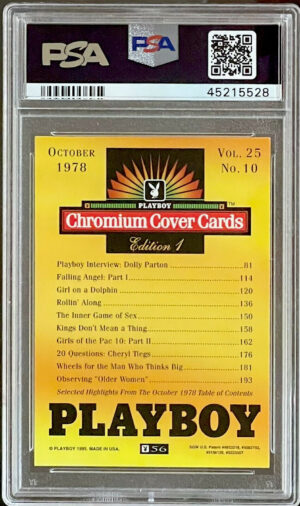 PSA
PSA
45215528
OCTOBER 1978
VOL. 25 NO. 10
PLAYBOY
Chromium Cover Cards
TM
Edition 1
Playboy Interview: Dolly Parton 81
Falling Angel: Part I 114
Girl on a Dolphin 120
Rollin' Along 136
The Inner Game of Sex 150
Kings Don't Mean a Thing 158
Girls of the Pac 10: Part II 162
20 Questions: Cheryl Tiegs 176
Wheels for the Man Who Thinks Big 181
Observing "Older Women" 193
Selected Highlights From The October 1978 Table of Contents
PLAYBOY
© PLAYBOY 1995. MADE IN USA.
56